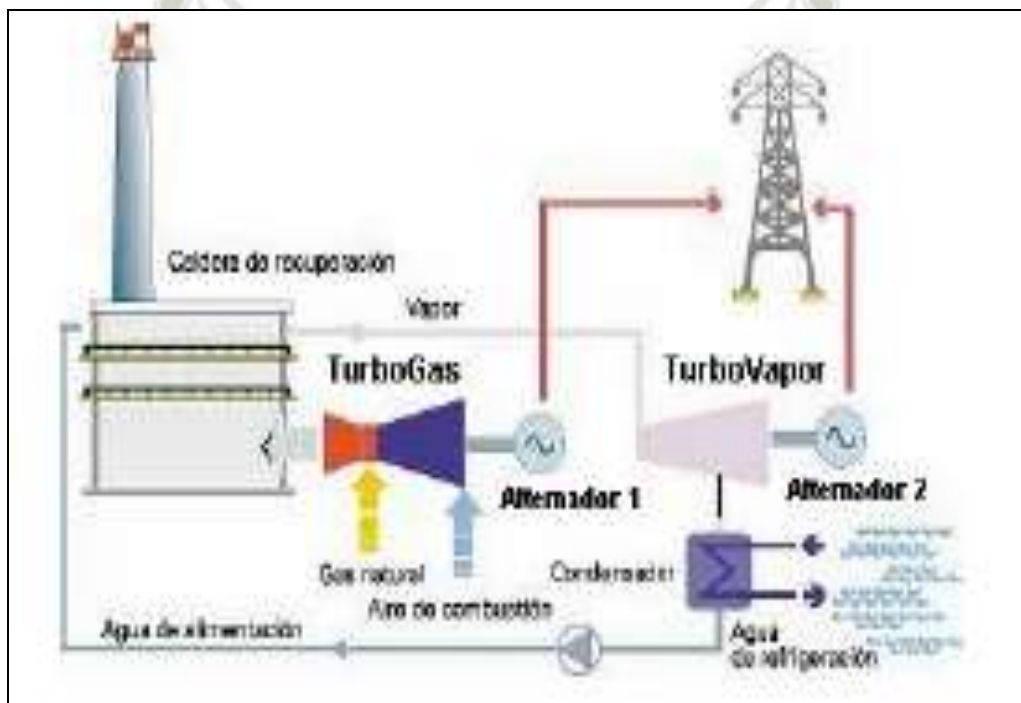 Caldera de recuperación
Vapor
TurboGas
TurboVapor
Alternador 1
Alternador 2
Gas natural
Condensador
Aire de combustión
Agua de alimentación
Agua
de refrigeración